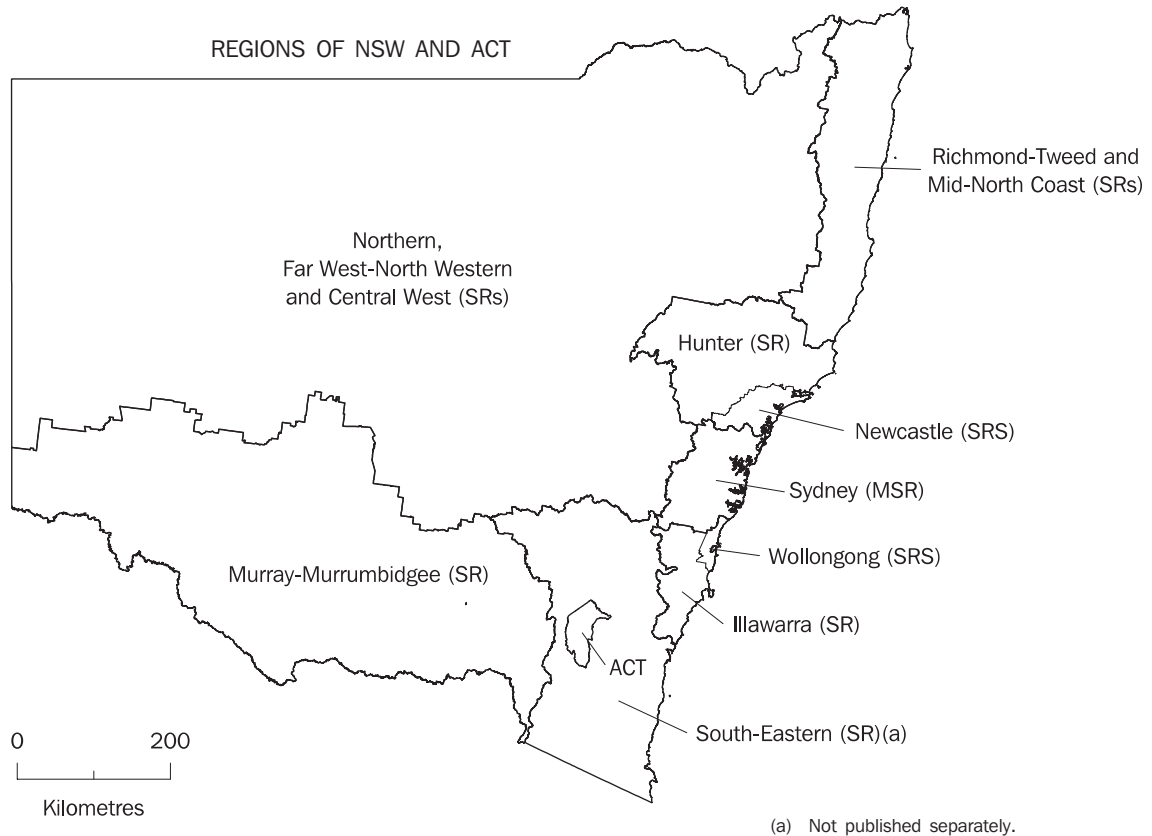 REGIONS OF NSW AND ACT
Richmond-Tweed and
Mid-North Coast (SRs)
Northern,
Far West-North Western
and Central West (SRs)
Hunter (SR)
Newcastle (SRS)
Sydney (MSR)
Wollongong (SRS)
Murray-Murrumbidgee (SR)
Illawarra (SR)
ACT
South-Eastern (SR)(a)
0 200
Kilometres
(a) Not published separately.